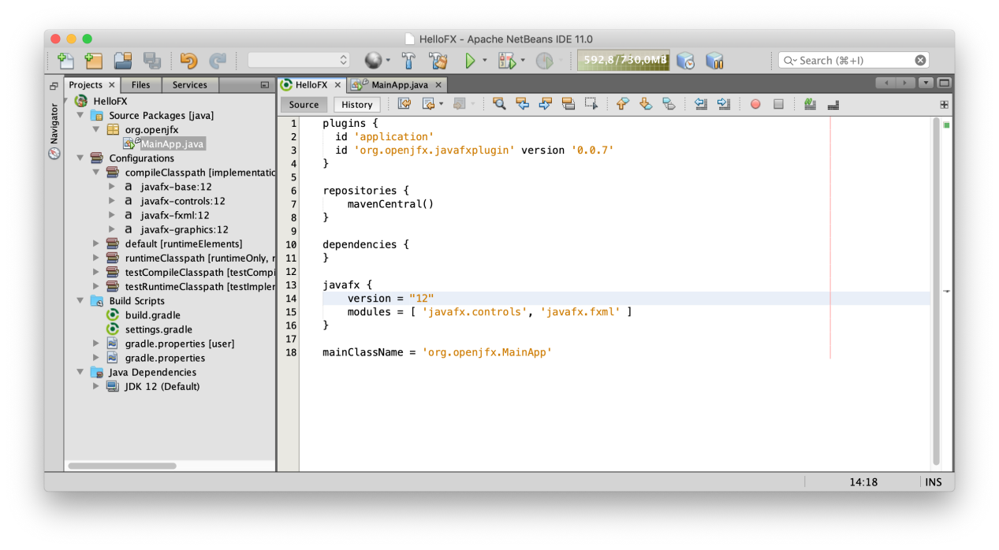 HelloFX - Apache NetBeans IDE 11.0
592,8/730,0MB
Search (⌘+I)
Projects Files Services
Navigator
HelloFX
Source Packages [java]
org.openjfx
MainApp.java
Configurations
compileClasspath [implementatio
a javafx-base:12
a javafx-controls:12
a javafx-fxml:12
a javafx-graphics:12
default [runtimeElements]
runtimeClasspath [runtimeOnly, r
testCompileClasspath [testCompi
testRuntimeClasspath [testImpler
Build Scripts
build.gradle
settings.gradle
gradle.properties [user]
gradle.properties
Java Dependencies
JDK 12 (Default)
HelloFX MainApp.java
Source History
1 plugins {
2 id 'application'
3 id 'org.openjfx.javafxplugin' version '0.0.7'
4 }
5
6 repositories {
7 mavenCentral()
8 }
9
10 dependencies {
11 }
12
13 javafx {
14 version = "12"
15 modules = [ 'javafx.controls', 'javafx.fxml' ]
16 }
17
18 mainClassName = 'org.openjfx.MainApp'
14:18 INS